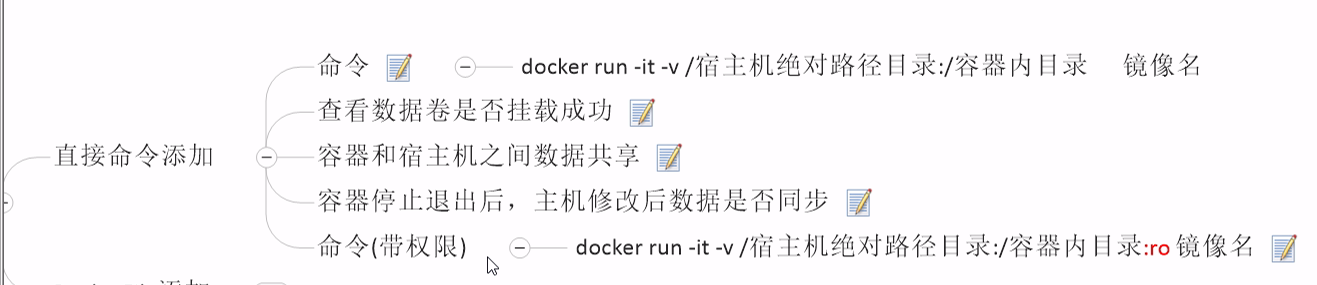 命令 docker run -it -v /宿主机绝对路径目录:/容器内目录 镜像名
查看数据卷是否挂载成功
直接命令添加
容器和宿主机之间数据共享
容器停止退出后，主机修改后数据是否同步
命令(带权限) docker run -it -v /宿主机绝对路径目录:/容器内目录:ro 镜像名